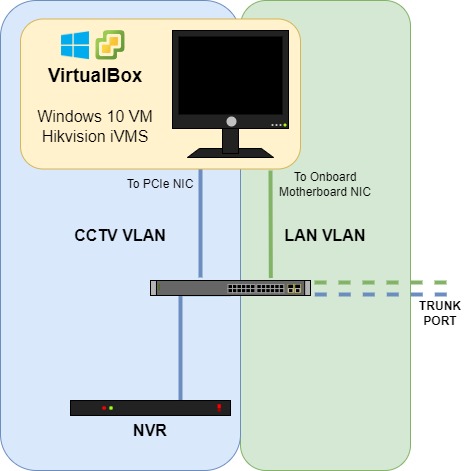 VirtualBox
Windows 10 VM
Hikvision iVMS
To PCIe NIC
To Onboard
Motherboard NIC
CCTV VLAN
LAN VLAN
TRUNK
PORT
NVR